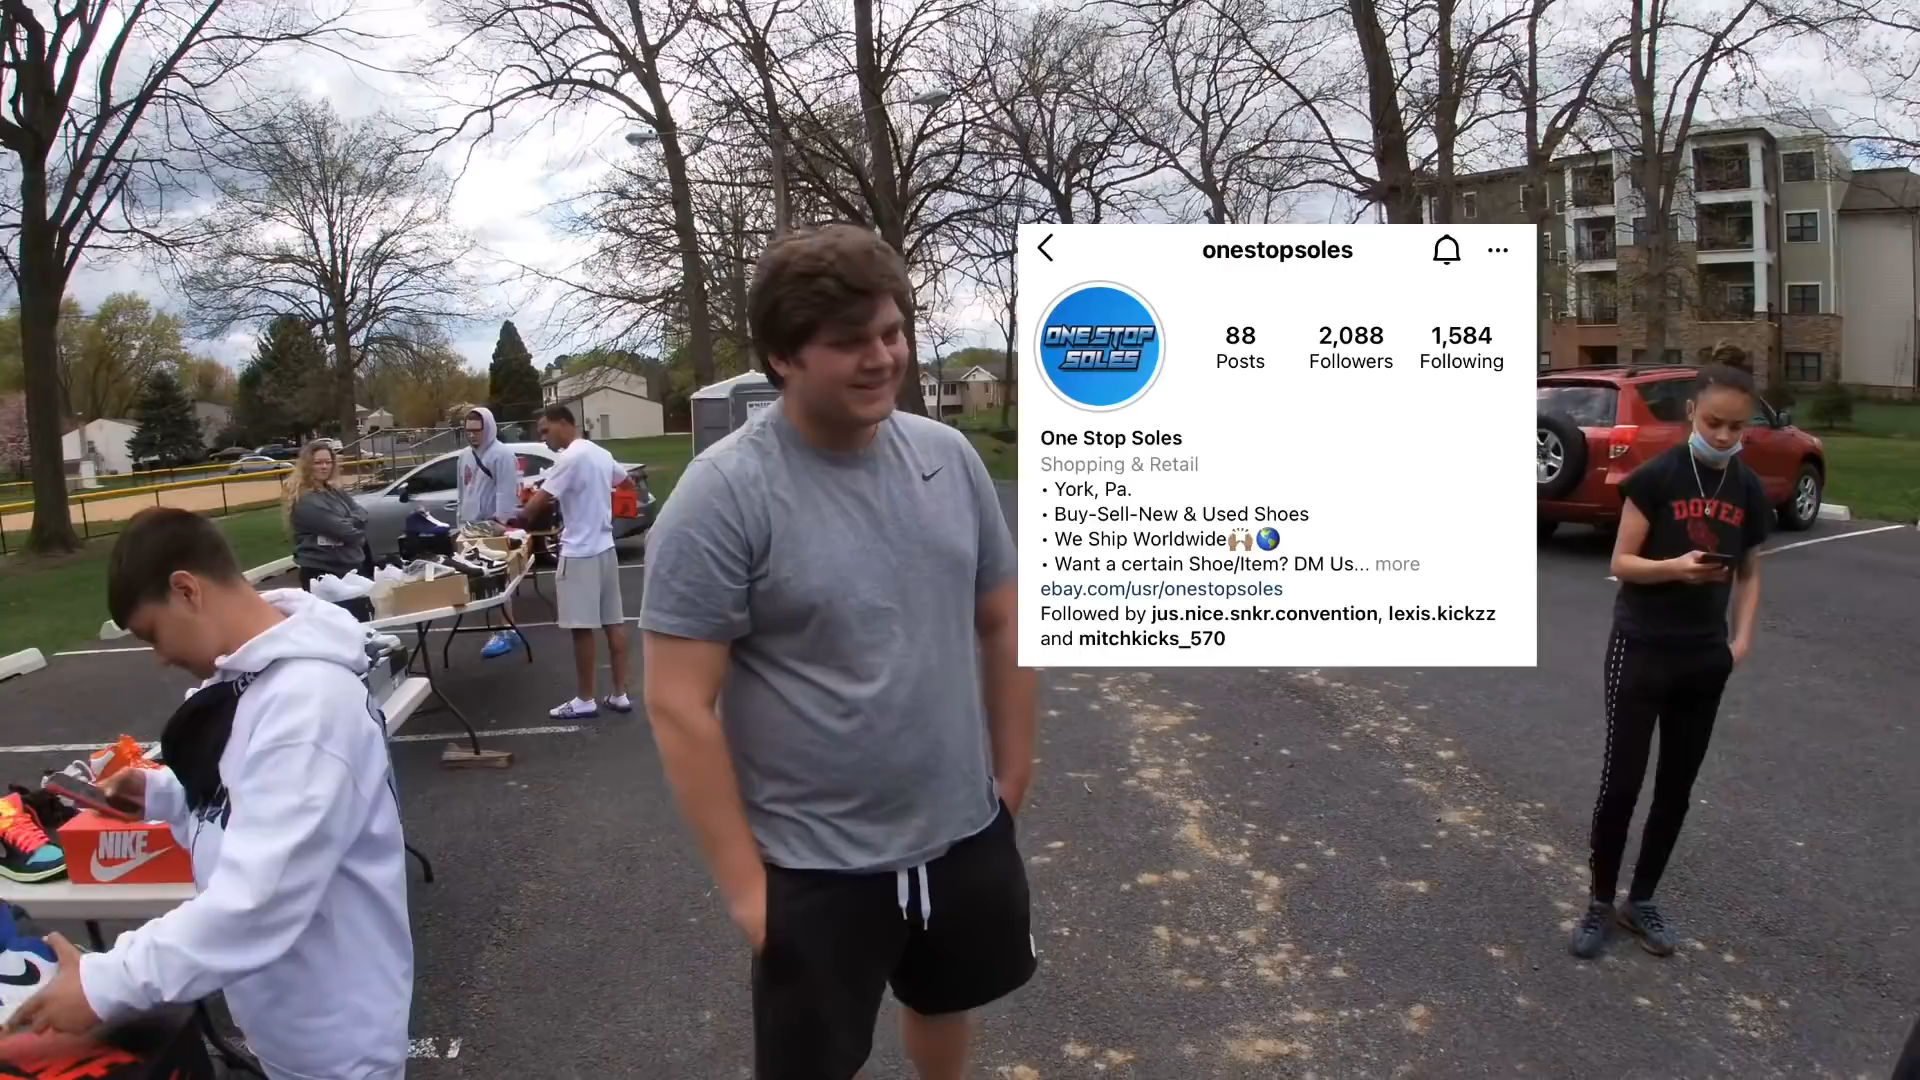 onestopsoles
ONE STOP
SOLES
88
Posts
2,088
Followers
1,584
Following
One Stop Soles
Shopping & Retail
• York, Pa.
• Buy-Sell-New & Used Shoes
• We Ship Worldwide🙌🏽🌎
• Want a certain Shoe/Item? DM Us... more
ebay.com/usr/onestopsoles
Followed by jus.nice.snkr.convention, lexis.kickzz
and mitchkicks_570
DOVER
NIKE